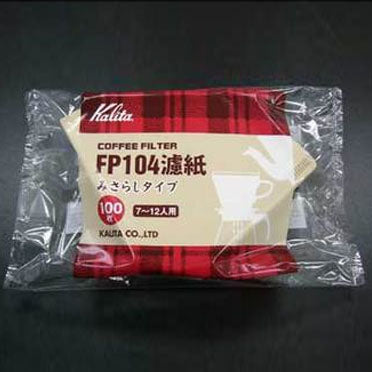 Kalita
COFFEE FILTER
FP104濾紙
みさらしタイプ
100枚
7～12人用
KALITA CO.,LTD